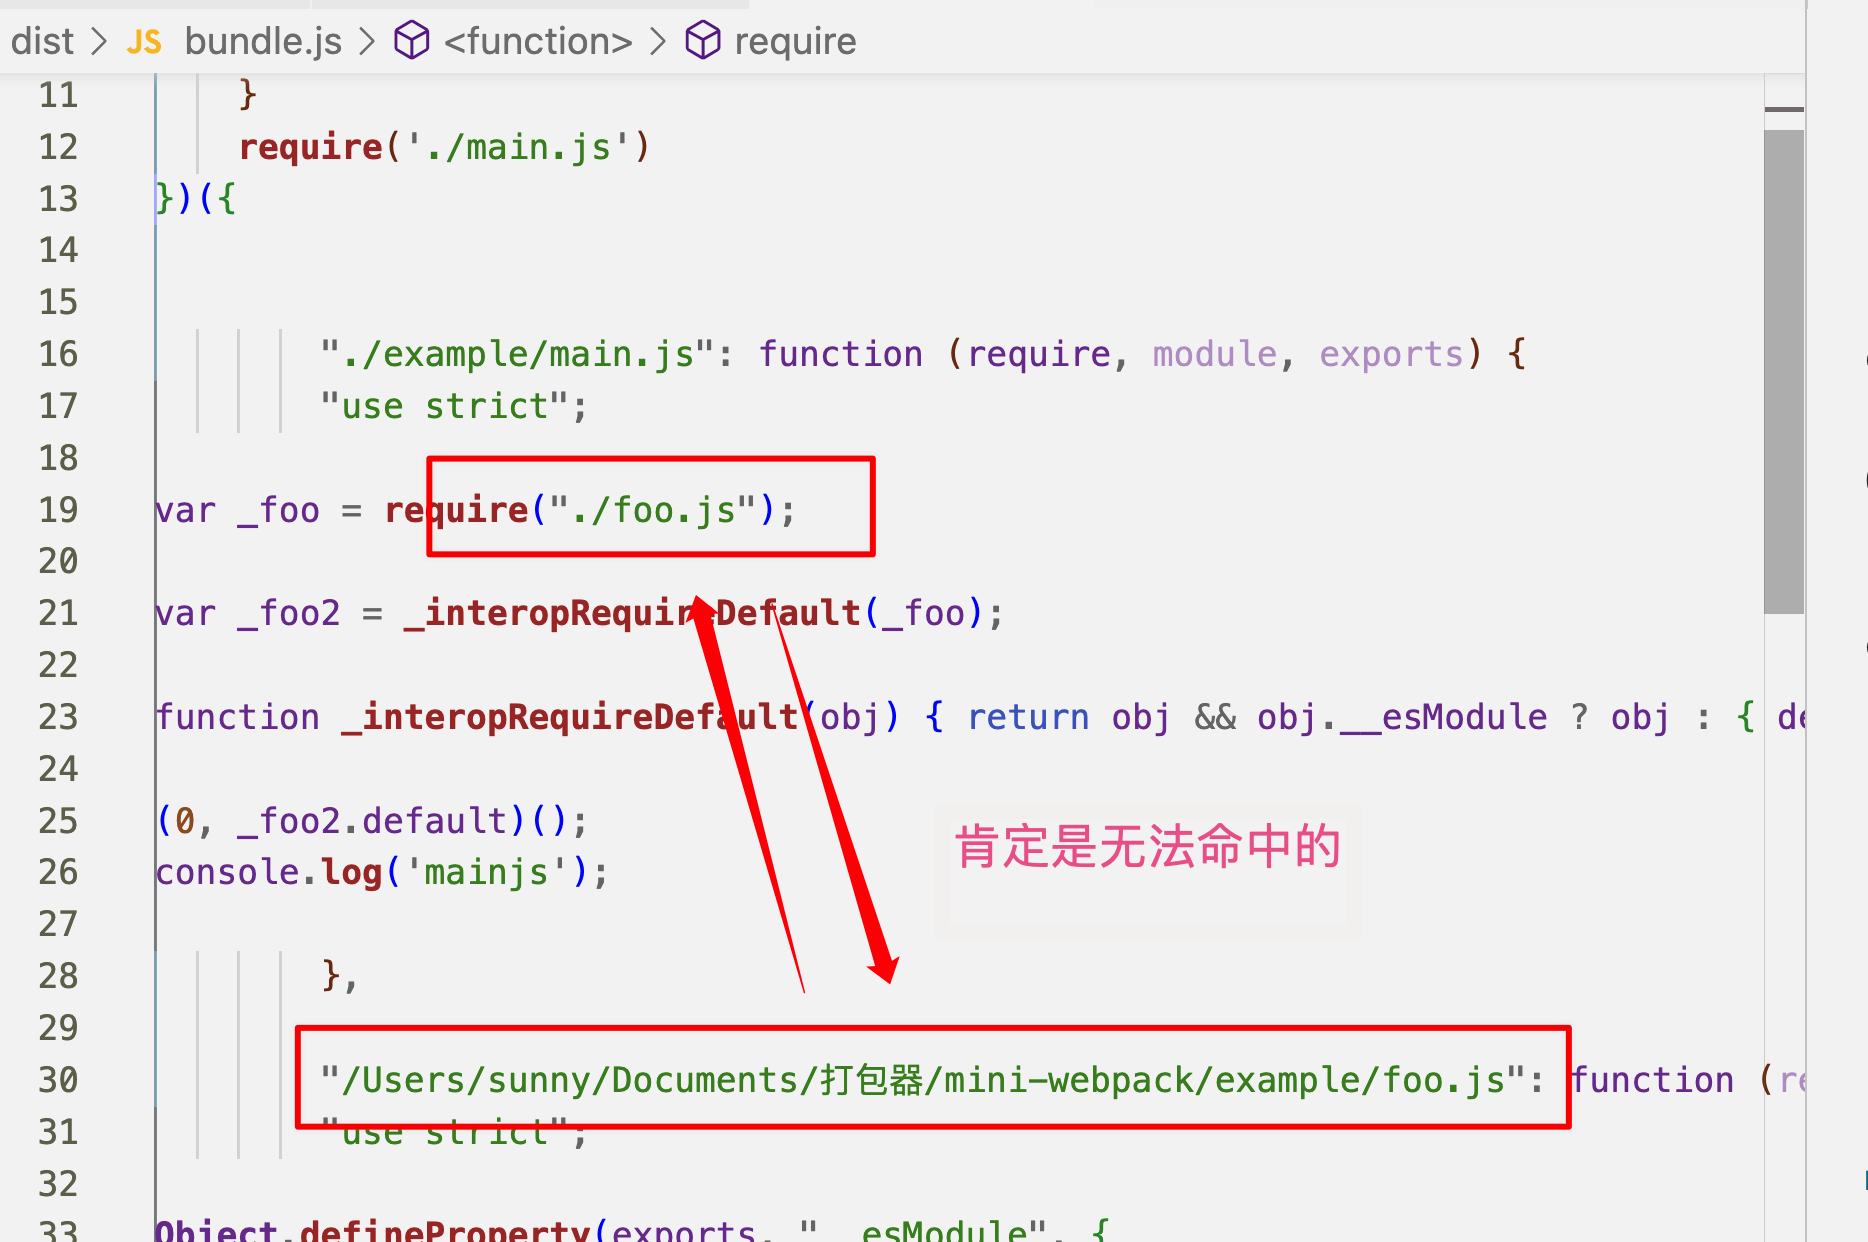 dist > JS bundle.js > <function> > require
11 }
12 require('./main.js')
13 })({
14
15
16 "./example/main.js": function (require, module, exports) {
17 "use strict";
18
19 var _foo = require("./foo.js");
20
21 var _foo2 = _interopRequireDefault(_foo);
22
23 function _interopRequireDefault(obj) { return obj && obj.__esModule ? obj : { de
24
25 (0, _foo2.default)();
肯定是无法命中的
26 console.log('mainjs');
27
28 },
29
30 "/Users/sunny/Documents/打包器/mini-webpack/example/foo.js": function (re
31 "use strict";
32
33 Object.defineProperty(exports, "__esModule", {